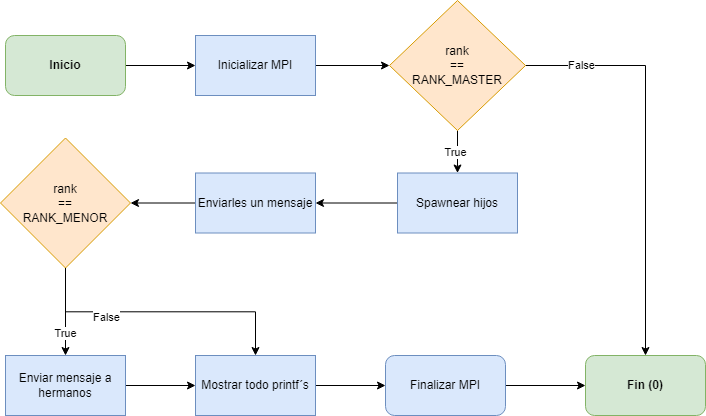 Inicio
Inicializar MPI
rank
==
RANK_MASTER
False
True
rank
==
RANK_MENOR
Enviarles un mensaje
Spawnear hijos
False
True
Enviar mensaje a
hermanos
Mostrar todo printf´s
Finalizar MPI
Fin (0)